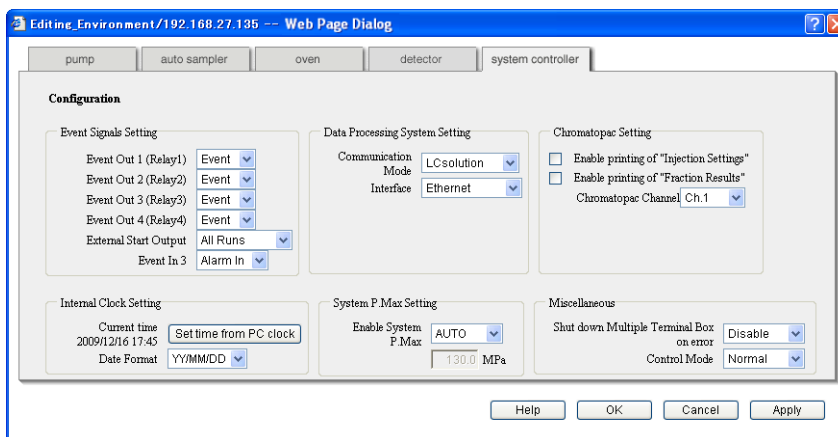 Editing_Environment/192.168.27.135 -- Web Page Dialog
pump
auto sampler
oven
detector
system controller
Configuration
Event Signals Setting
Event Out 1 (Relay1) Event
Event Out 2 (Relay2) Event
Event Out 3 (Relay3) Event
Event Out 4 (Relay4) Event
External Start Output All Runs
Event In 3 Alarm In
Data Processing System Setting
Communication
Mode LCsolution
Interface Ethernet
Chromatopac Setting
Enable printing of "Injection Settings"
Enable printing of "Fraction Results"
Chromatopac Channel Ch.1
Internal Clock Setting
Current time
2009/12/16 17:45 Set time from PC clock
Date Format YY/MM/DD
System P.Max Setting
Enable System
P.Max AUTO
130.0 MPa
Miscellaneous
Shut down Multiple Terminal Box
on error Disable
Control Mode Normal
Help
OK
Cancel
Apply